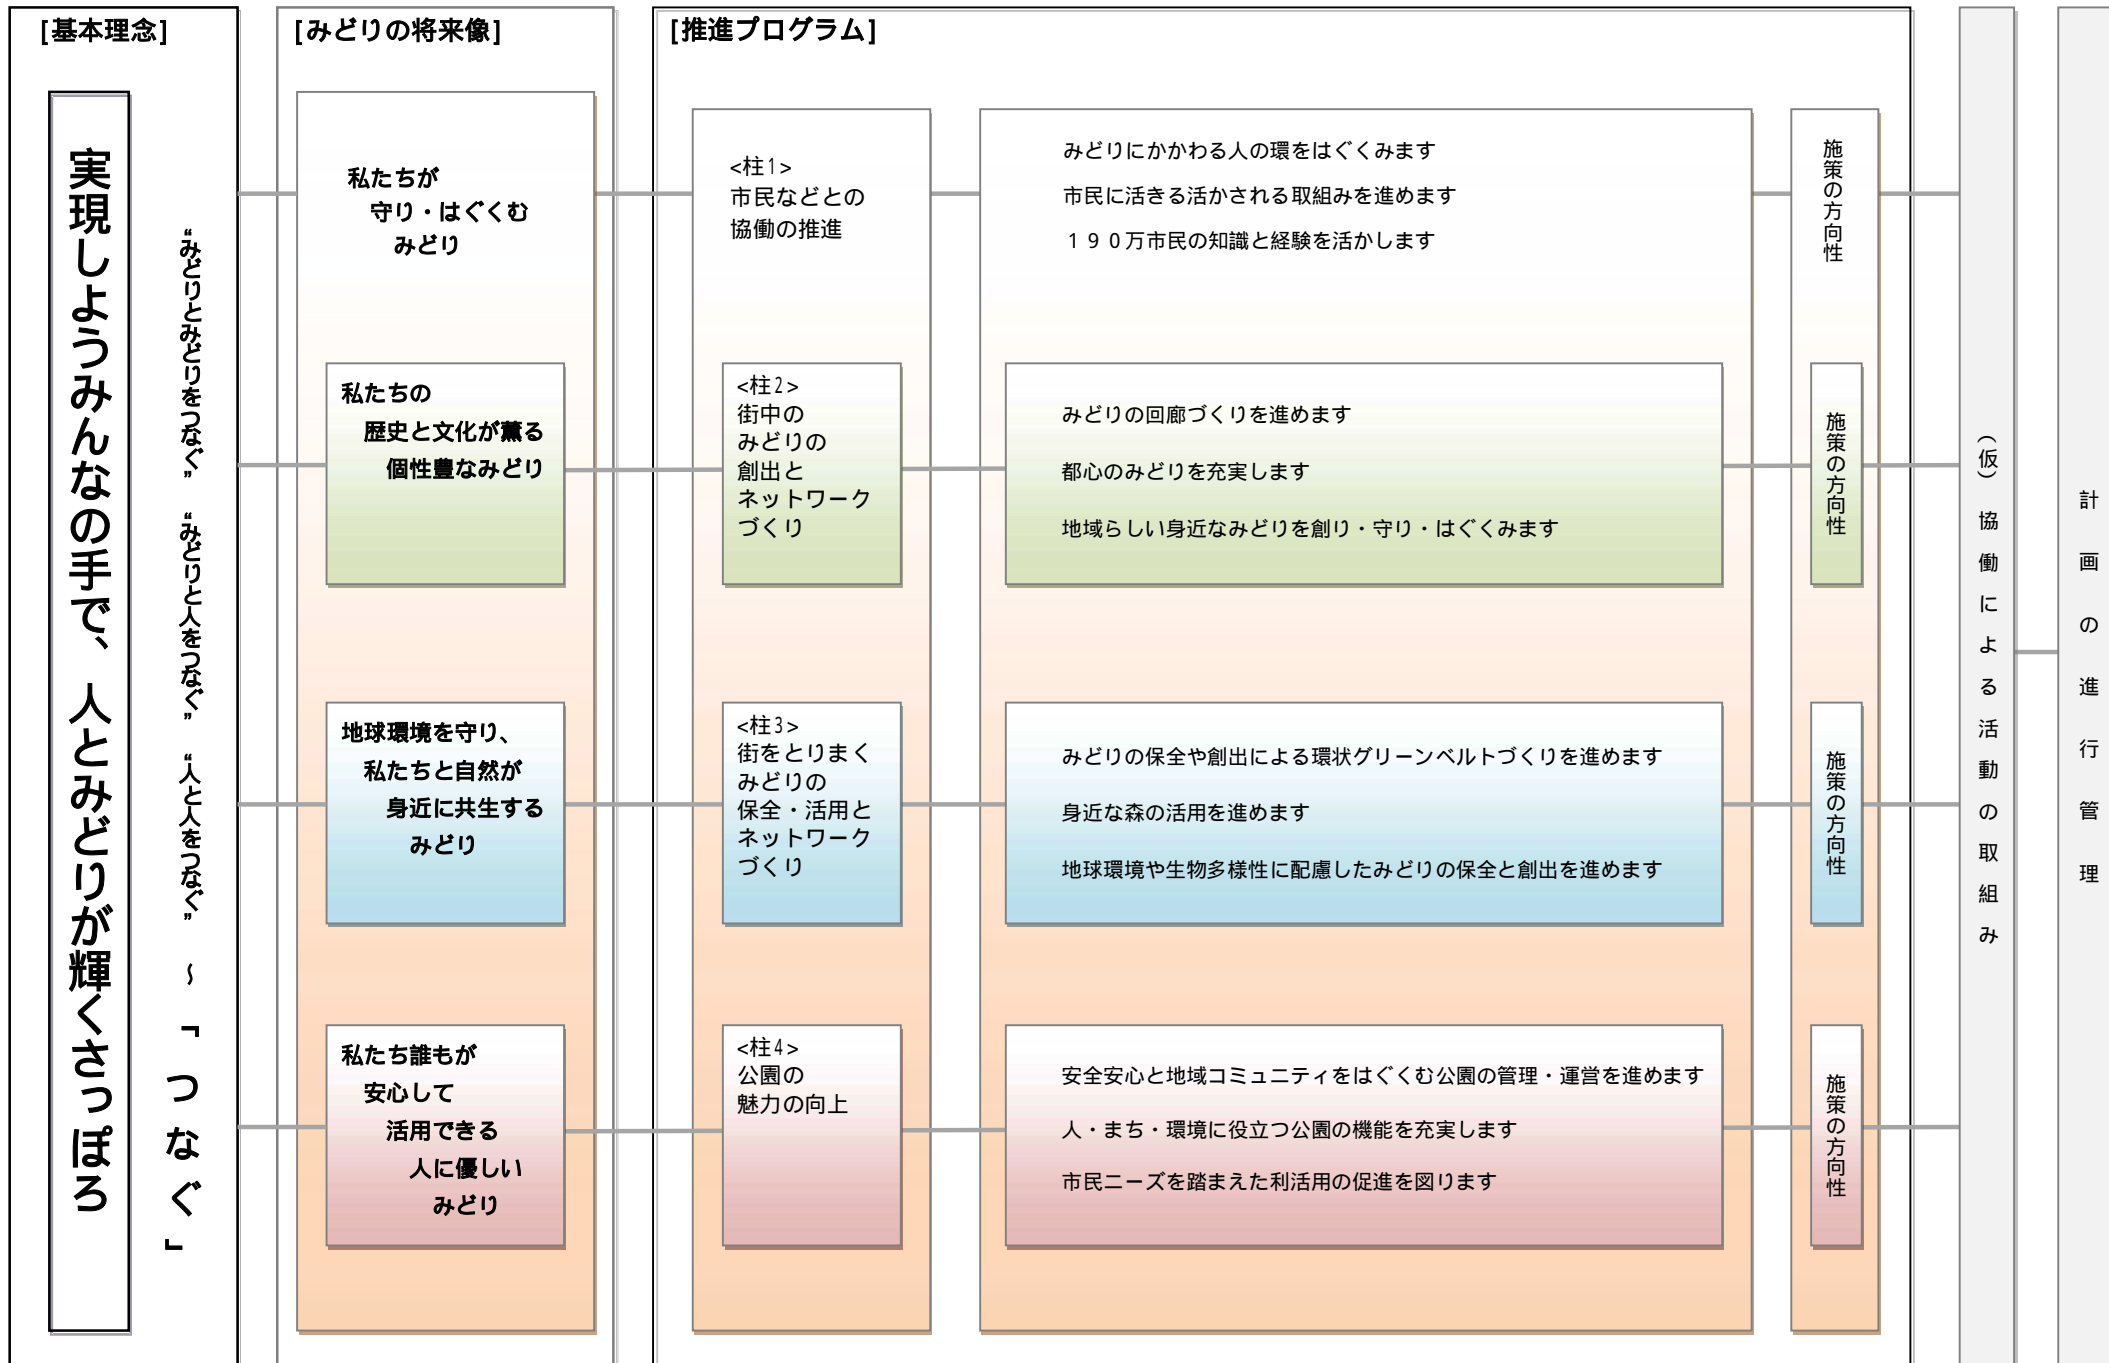 [基本理念]
実現しようみんなの手で、人とみどりが輝くさっぽろ
“みどりとみどりをつなぐ” “みどりと人をつなぐ” “人と人をつなぐ” ～「つなぐ」
[みどりの将来像]
私たちが
守り・はぐくむ
みどり
私たちの
歴史と文化が薫る
個性豊なみどり
地球環境を守り、
私たちと自然が
身近に共生する
みどり
私たち誰もが
安心して
活用できる
人に優しい
みどり
[推進プログラム]
<柱1>
市民などとの
協働の推進
みどりにかかわる人の環をはぐくみます
市民に活きる活かされる取組みを進めます
１９０万市民の知識と経験を活かします
施策の方向性
<柱2>
街中の
みどりの
創出と
ネットワーク
づくり
みどりの回廊づくりを進めます
都心のみどりを充実します
地域らしい身近なみどりを創り・守り・はぐくみます
施策の方向性
<柱3>
街をとりまく
みどりの
保全・活用と
ネットワーク
づくり
みどりの保全や創出による環状グリーンベルトづくりを進めます
身近な森の活用を進めます
地球環境や生物多様性に配慮したみどりの保全と創出を進めます
施策の方向性
<柱4>
公園の
魅力の向上
安全安心と地域コミュニティをはぐくむ公園の管理・運営を進めます
人・まち・環境に役立つ公園の機能を充実します
市民ニーズを踏まえた利活用の促進を図ります
施策の方向性
（仮）協働による活動の取組み
計画の進行管理